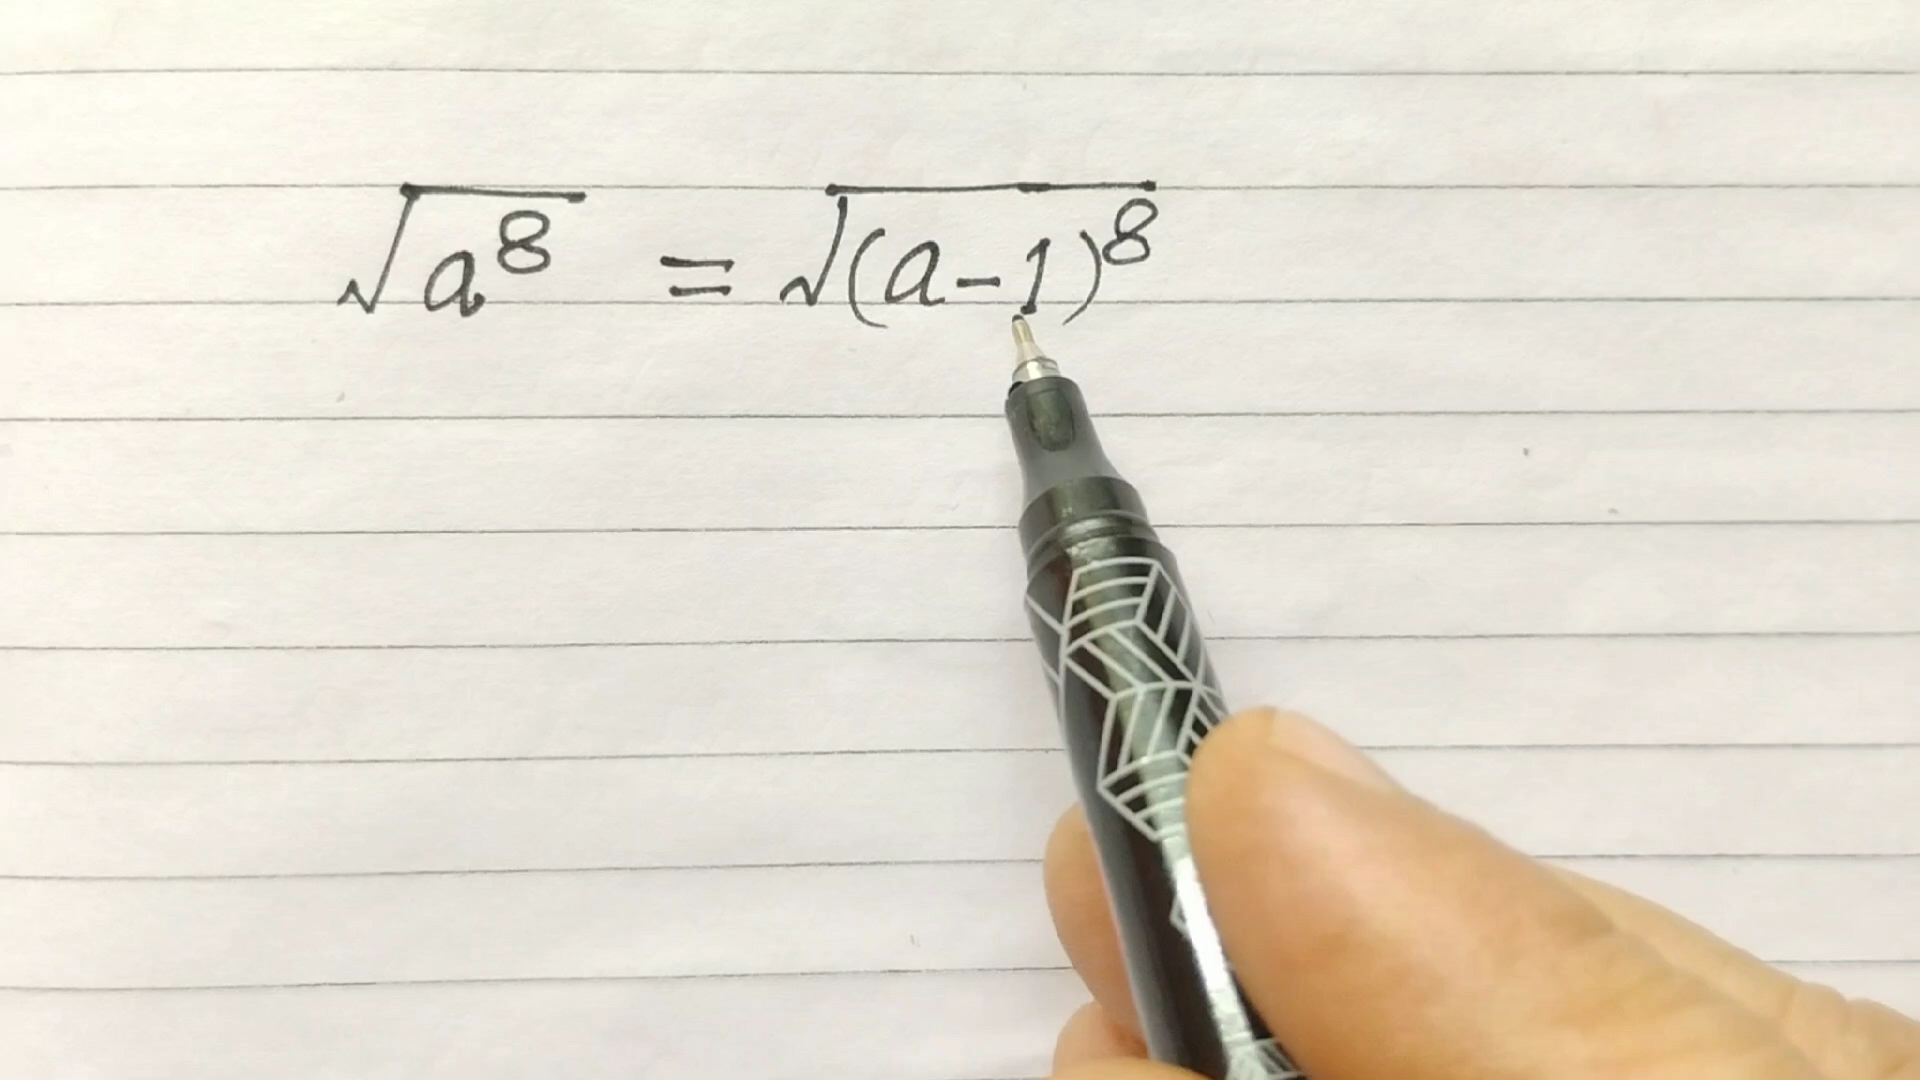 √a⁸ = √(a-1)⁸